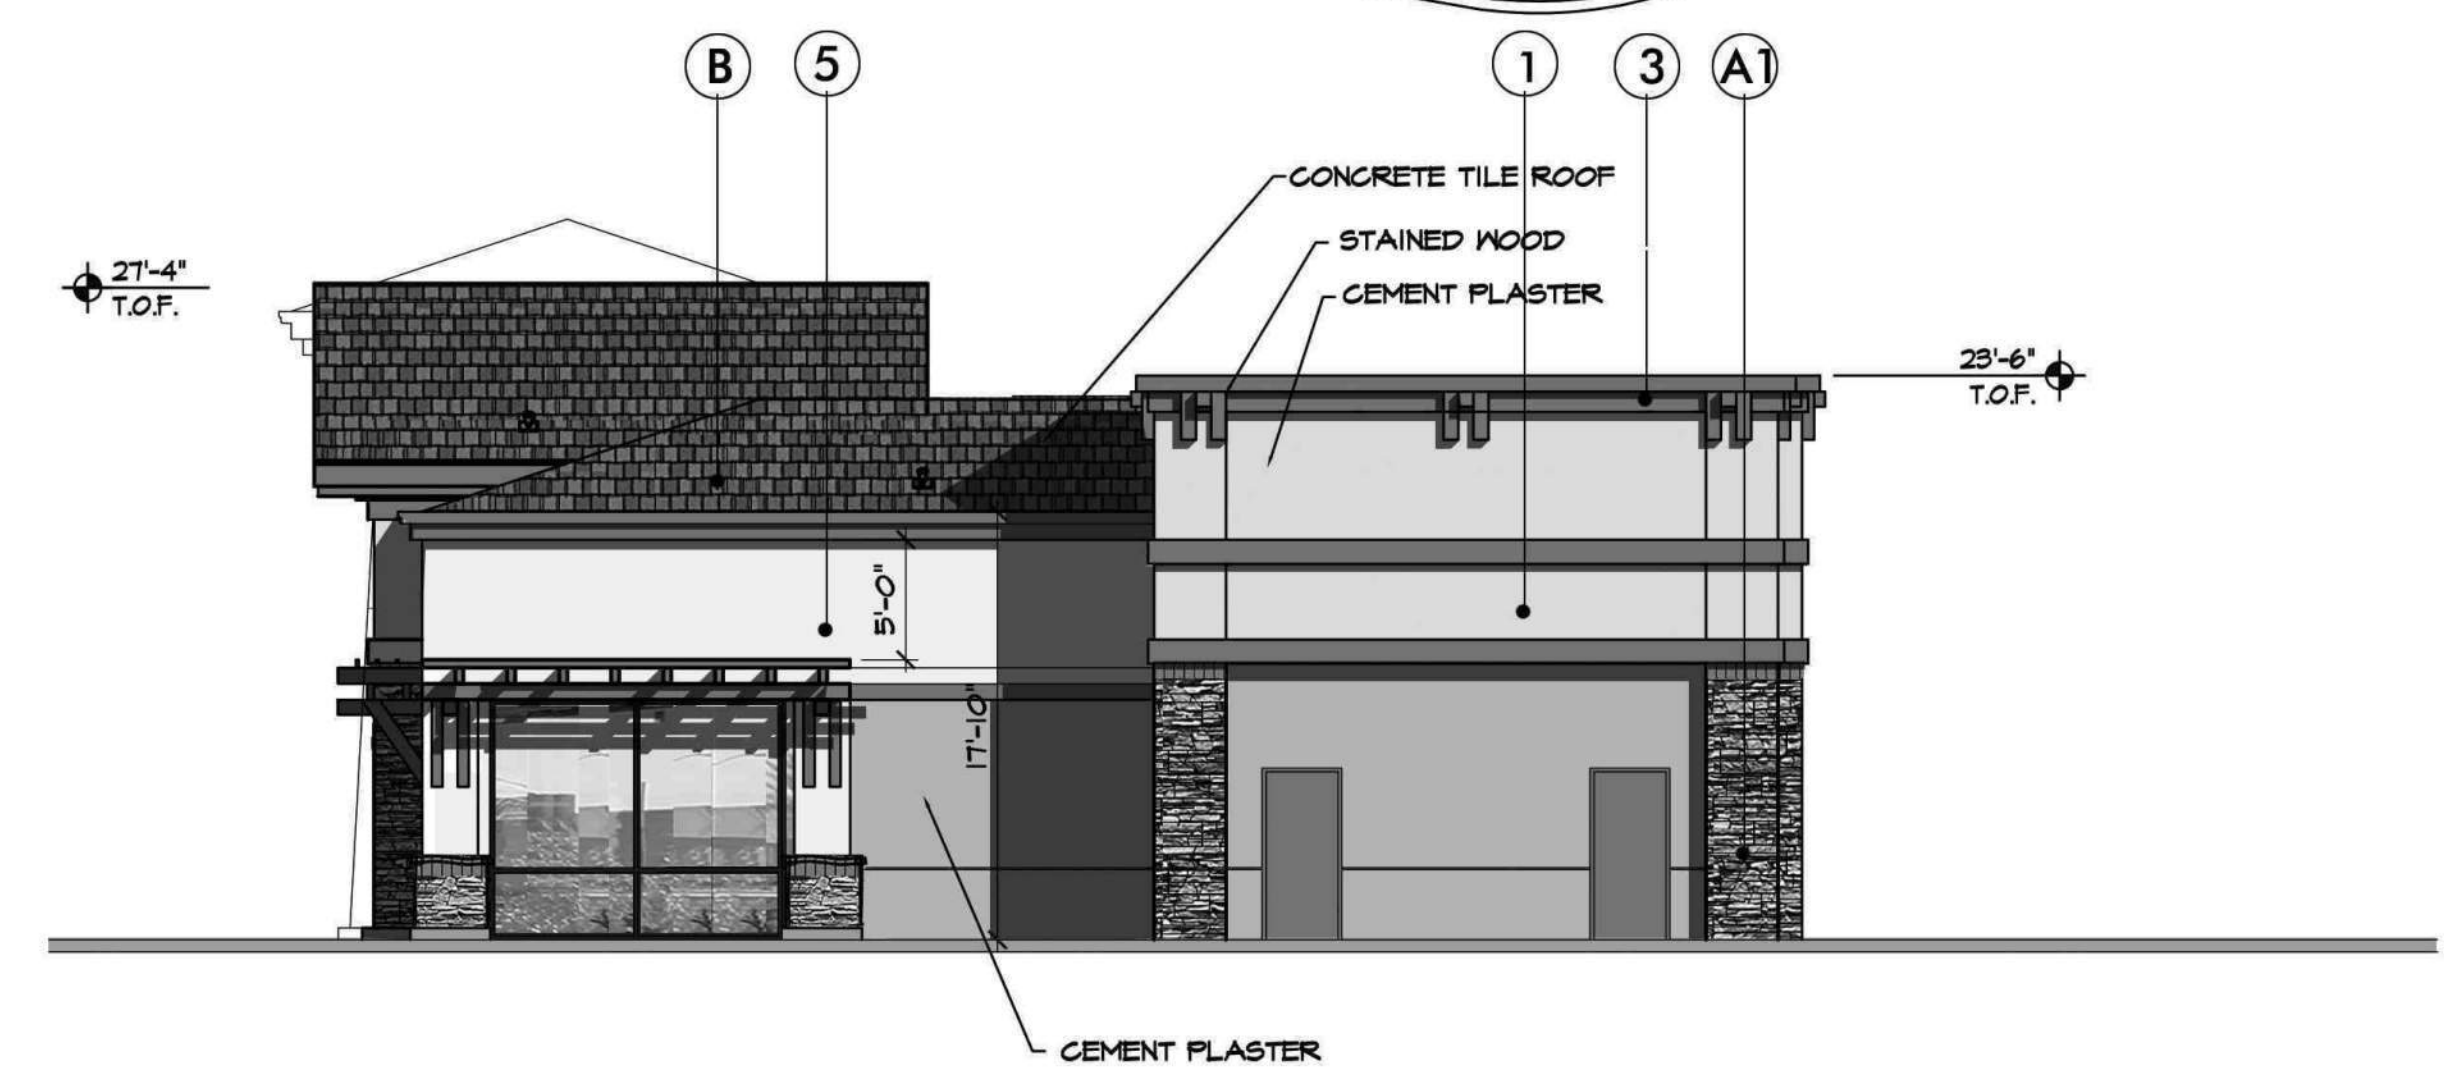 B
5
1
3
A1
CONCRETE TILE ROOF
STAINED WOOD
CEMENT PLASTER
27'-4"
T.O.F.
23'-6"
T.O.F.
5'-0"
17'-10"
CEMENT PLASTER